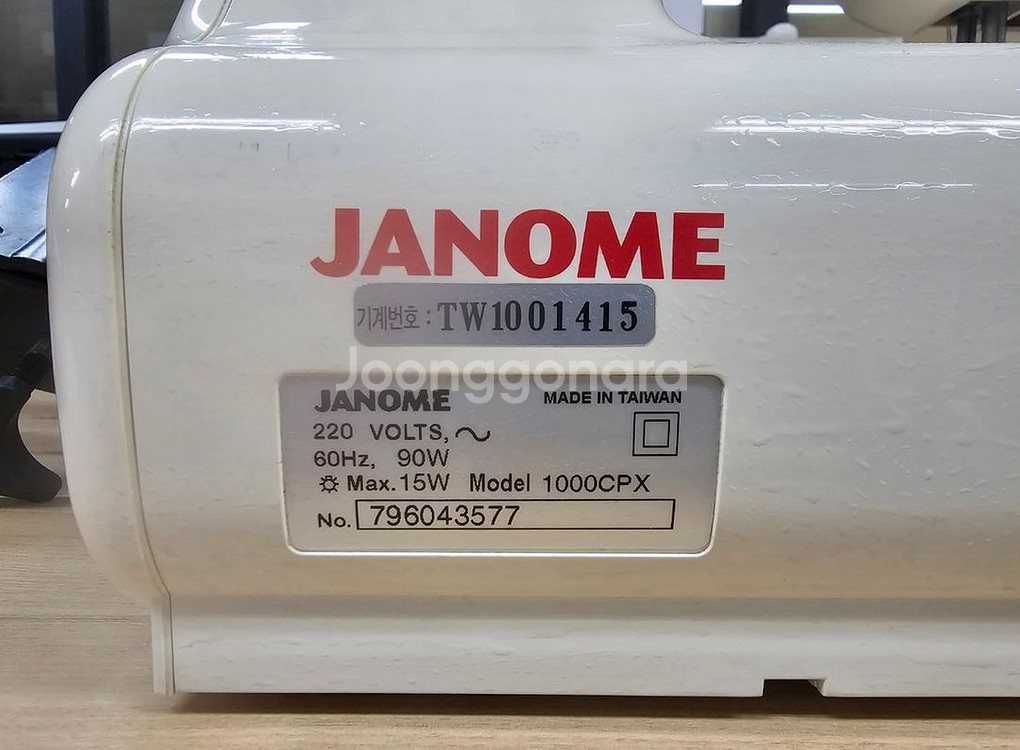 JANOME
기계번호 : TW1001415
Joonggonara
JANOME MADE IN TAIWAN
220 VOLTS, ~
60Hz, 90W
Max. 15W Model 1000CPX
No. 796043577